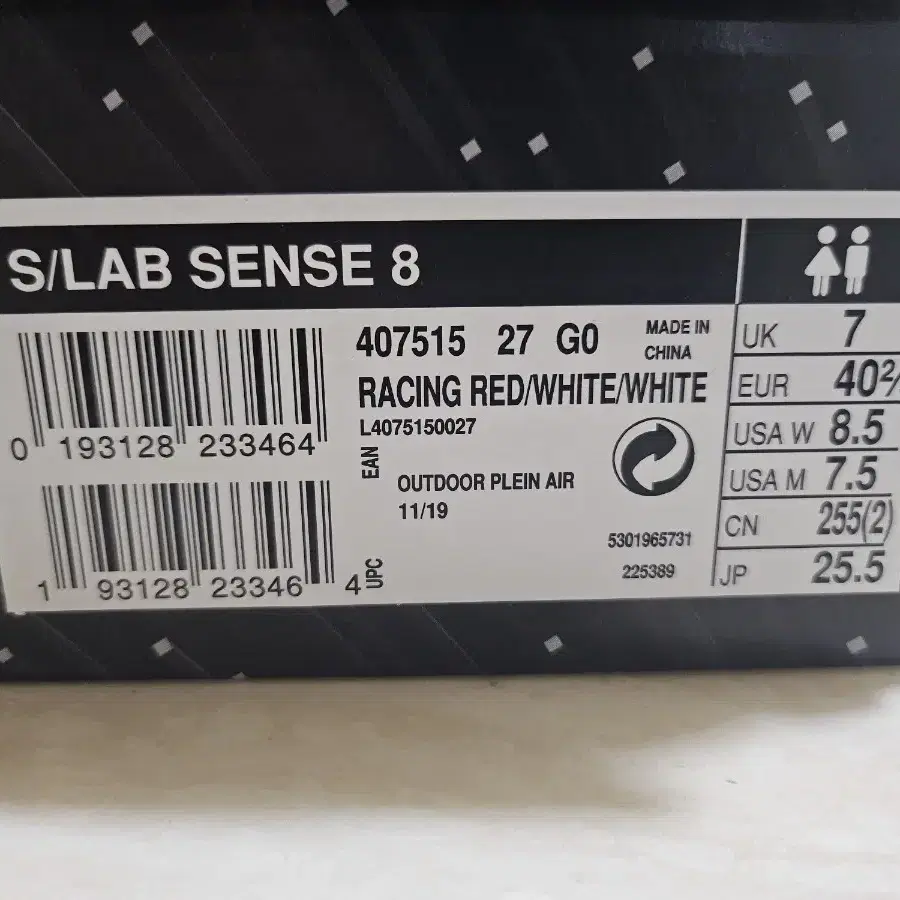 S/LAB SENSE 8
407515 27 G0
MADE IN
CHINA
RACING RED/WHITE/WHITE
L4075150027
0 193128 233464
EAN
OUTDOOR PLEIN AIR
11/19
5301965731
225389
1 93128 23346 4
UPC
UK 7
EUR 40²/
USA W 8.5
USA M 7.5
CN 255(2)
JP 25.5